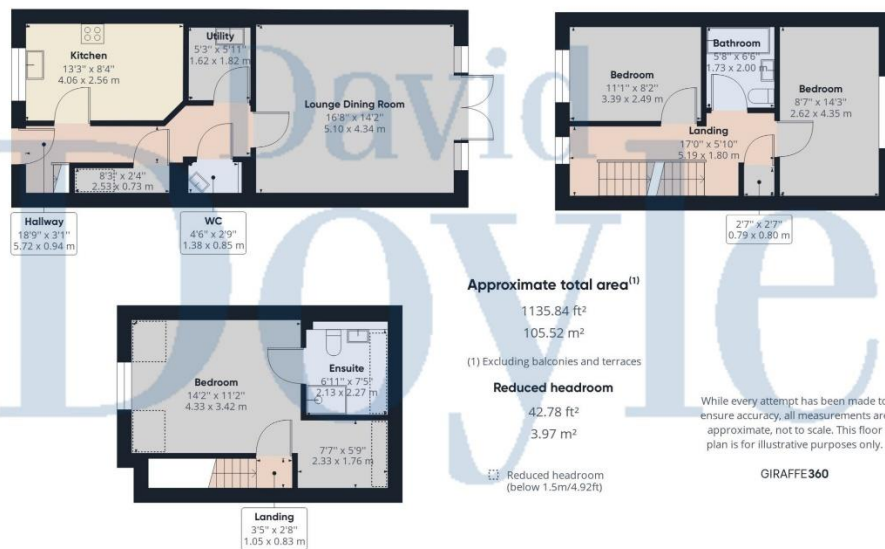 Kitchen
13'3" x 8'4"
4.06 x 2.56 m
Utility
5'3" x 5'11"
1.62 x 1.82 m
Lounge Dining Room
16'8" x 14'2"
5.10 x 4.34 m
8'3" x 2'4"
2.53 x 0.73 m
Hallway
18'9" x 3'1"
5.72 x 0.94 m
WC
4'6" x 2'9"
1.38 x 0.85 m
Bedroom
11'1" x 8'2"
3.39 x 2.49 m
Bathroom
5'8" x 6'6"
1.73 x 2.00 m
Bedroom
8'7" x 14'3"
2.62 x 4.35 m
Landing
17'0" x 5'10"
5.19 x 1.80 m
2'7" x 2'7"
0.79 x 0.80 m
Bedroom
14'2" x 11'2"
4.33 x 3.42 m
Ensuite
6'11" x 7'5"
2.13 x 2.27 m
7'7" x 5'9"
2.33 x 1.76 m
Landing
3'5" x 2'8"
1.05 x 0.83 m
Approximate total area(1)
1135.84 ft²
105.52 m²
(1) Excluding balconies and terraces
Reduced headroom
42.78 ft²
3.97 m²
Reduced headroom
(below 1.5m/4.92ft)
While every attempt has been made to
ensure accuracy, all measurements are
approximate, not to scale. This floor
plan is for illustrative purposes only.
GIRAFFE360
David
Doyle